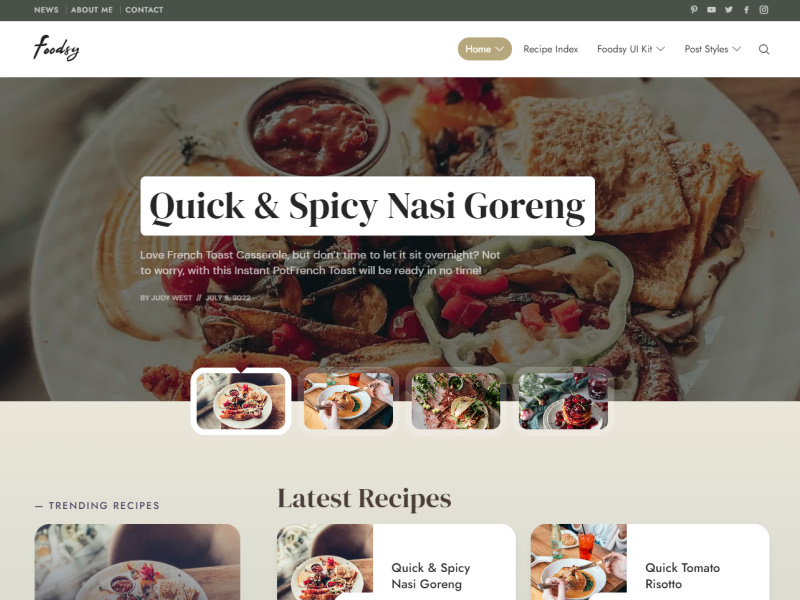 NEWS ABOUT ME CONTACT
Foodsy
Home Recipe Index Foodsy UI Kit Post Styles
Quick & Spicy Nasi Goreng
Love French Toast Casserole, but don't time to let it sit overnight? Not
to worry, with this Instant PotFrench Toast will be ready in no time!
BY JUDY WEST // JULY 5, 2022
— TRENDING RECIPES
Latest Recipes
Quick & Spicy
Nasi Goreng
Quick Tomato
Risotto